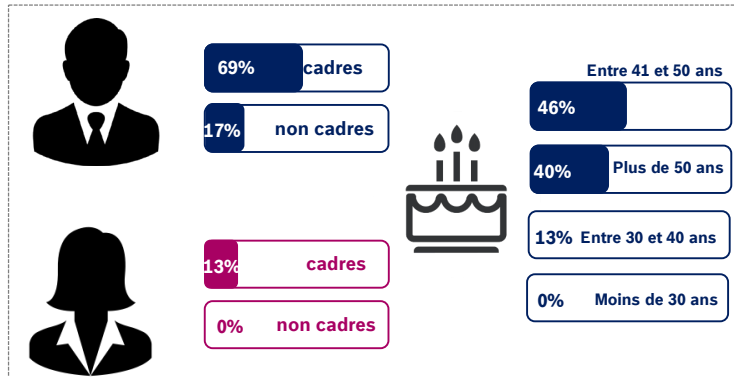 69% cadres
17% non cadres
13% cadres
0% non cadres
Entre 41 et 50 ans
46%
40% Plus de 50 ans
13% Entre 30 et 40 ans
0% Moins de 30 ans